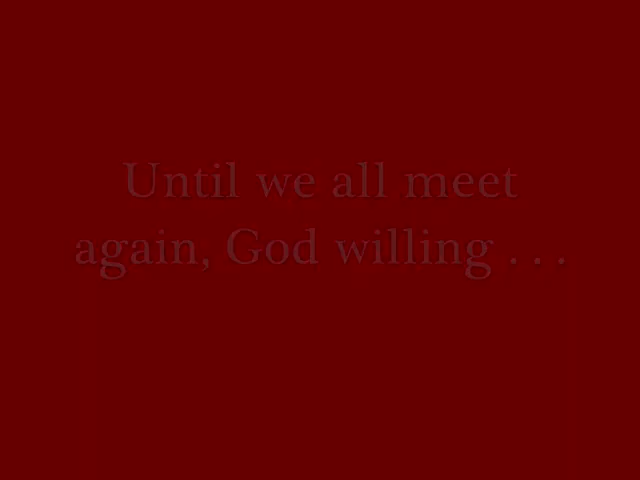 Until we all meet
again, God willing . . .